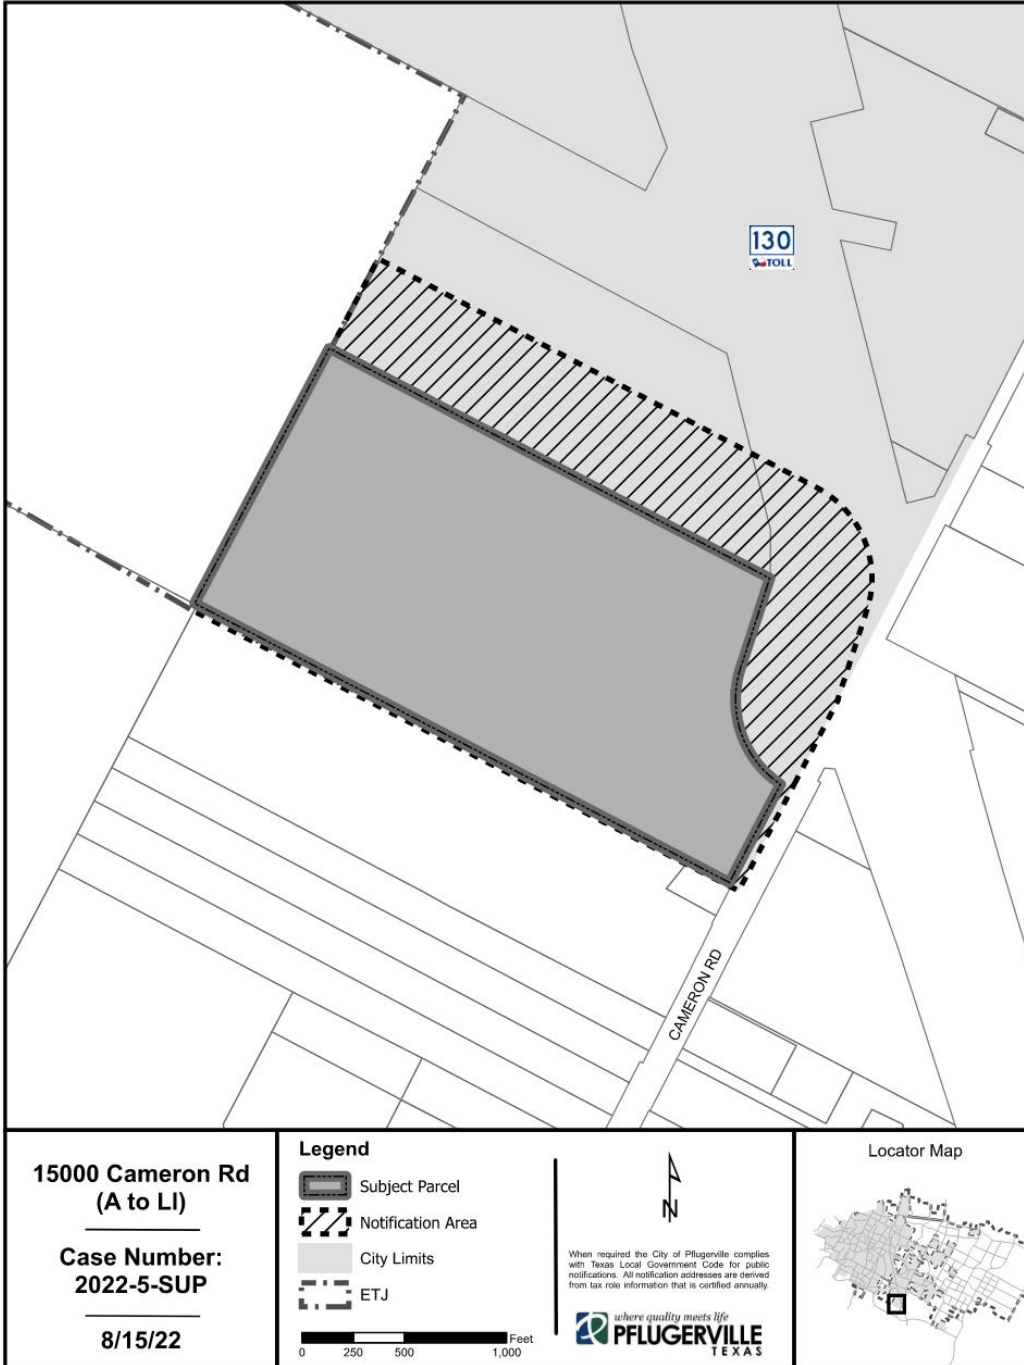 130
TOLL
CAMERON RD
15000 Cameron Rd
(A to LI)
Case Number:
2022-5-SUP
8/15/22
Legend
Subject Parcel
Notification Area
City Limits
ETJ
Feet
0 250 500 1,000
N
When required the City of Pflugerville complies
with Texas Local Government Code for public
notifications. All notification addresses are derived
from tax role information that is certified annually.
where quality meets life
PFLUGERVILLE
TEXAS
Locator Map